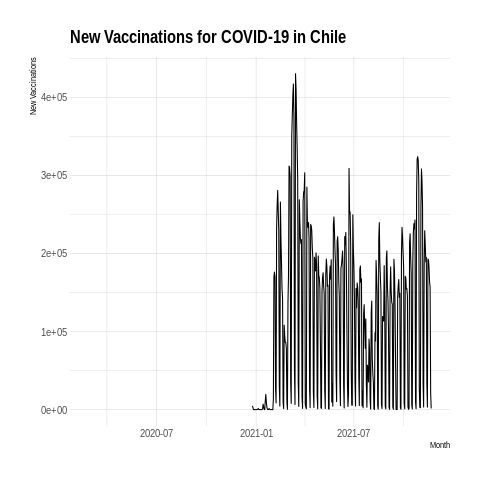 New Vaccinations for COVID-19 in Chile
New Vaccinations
4e+05
3e+05
2e+05
1e+05
0e+00
2020-07
2021-01
2021-07
Month